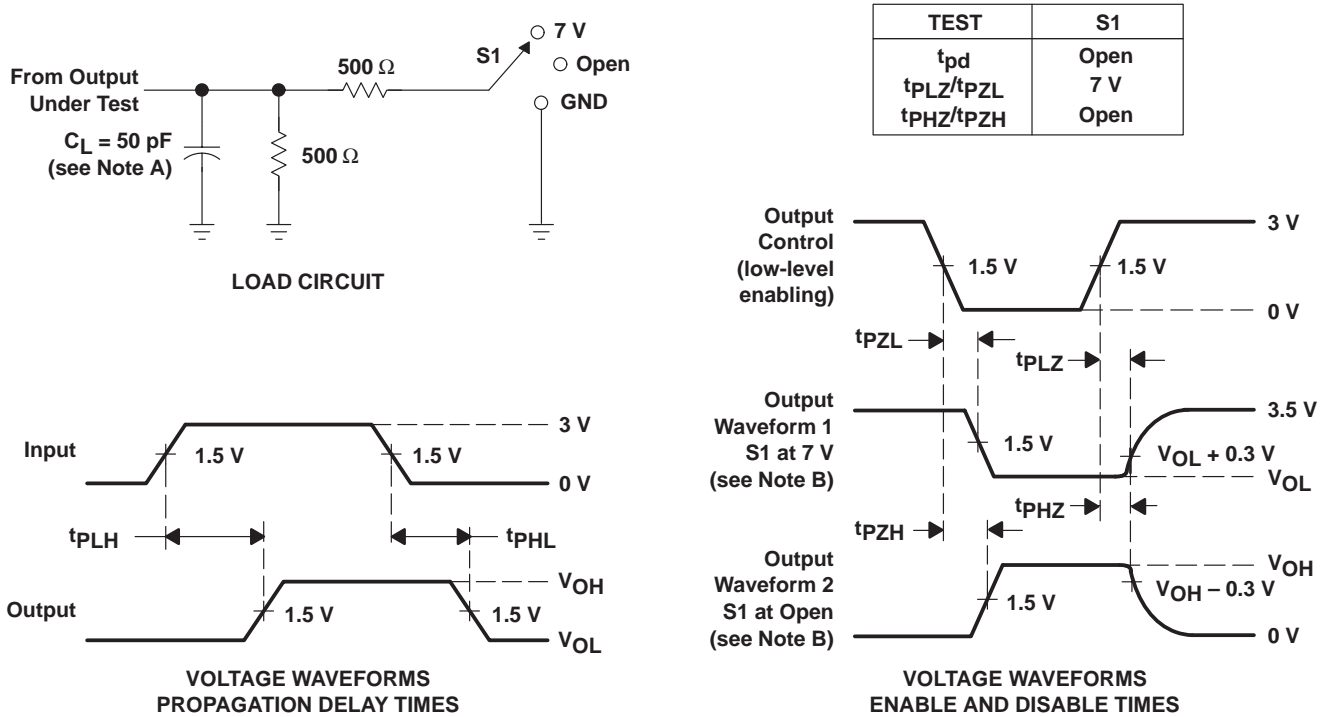 7 V
S1
Open
GND
500 Ω
From Output
Under Test
CL = 50 pF
(see Note A)
500 Ω
LOAD CIRCUIT
TEST S1
tpd Open
tPLZ/tPZL 7 V
tPHZ/tPZH Open
Input
1.5 V
1.5 V
3 V
0 V
tPLH
tPHL
Output
1.5 V
1.5 V
VOH
VOL
VOLTAGE WAVEFORMS
PROPAGATION DELAY TIMES
Output
Control
(low-level
enabling)
1.5 V
1.5 V
3 V
0 V
tPZL
tPLZ
Output
Waveform 1
S1 at 7 V
(see Note B)
1.5 V
3.5 V
VOL + 0.3 V
VOL
tPHZ
tPZH
Output
Waveform 2
S1 at Open
(see Note B)
1.5 V
VOH
VOH – 0.3 V
0 V
VOLTAGE WAVEFORMS
ENABLE AND DISABLE TIMES